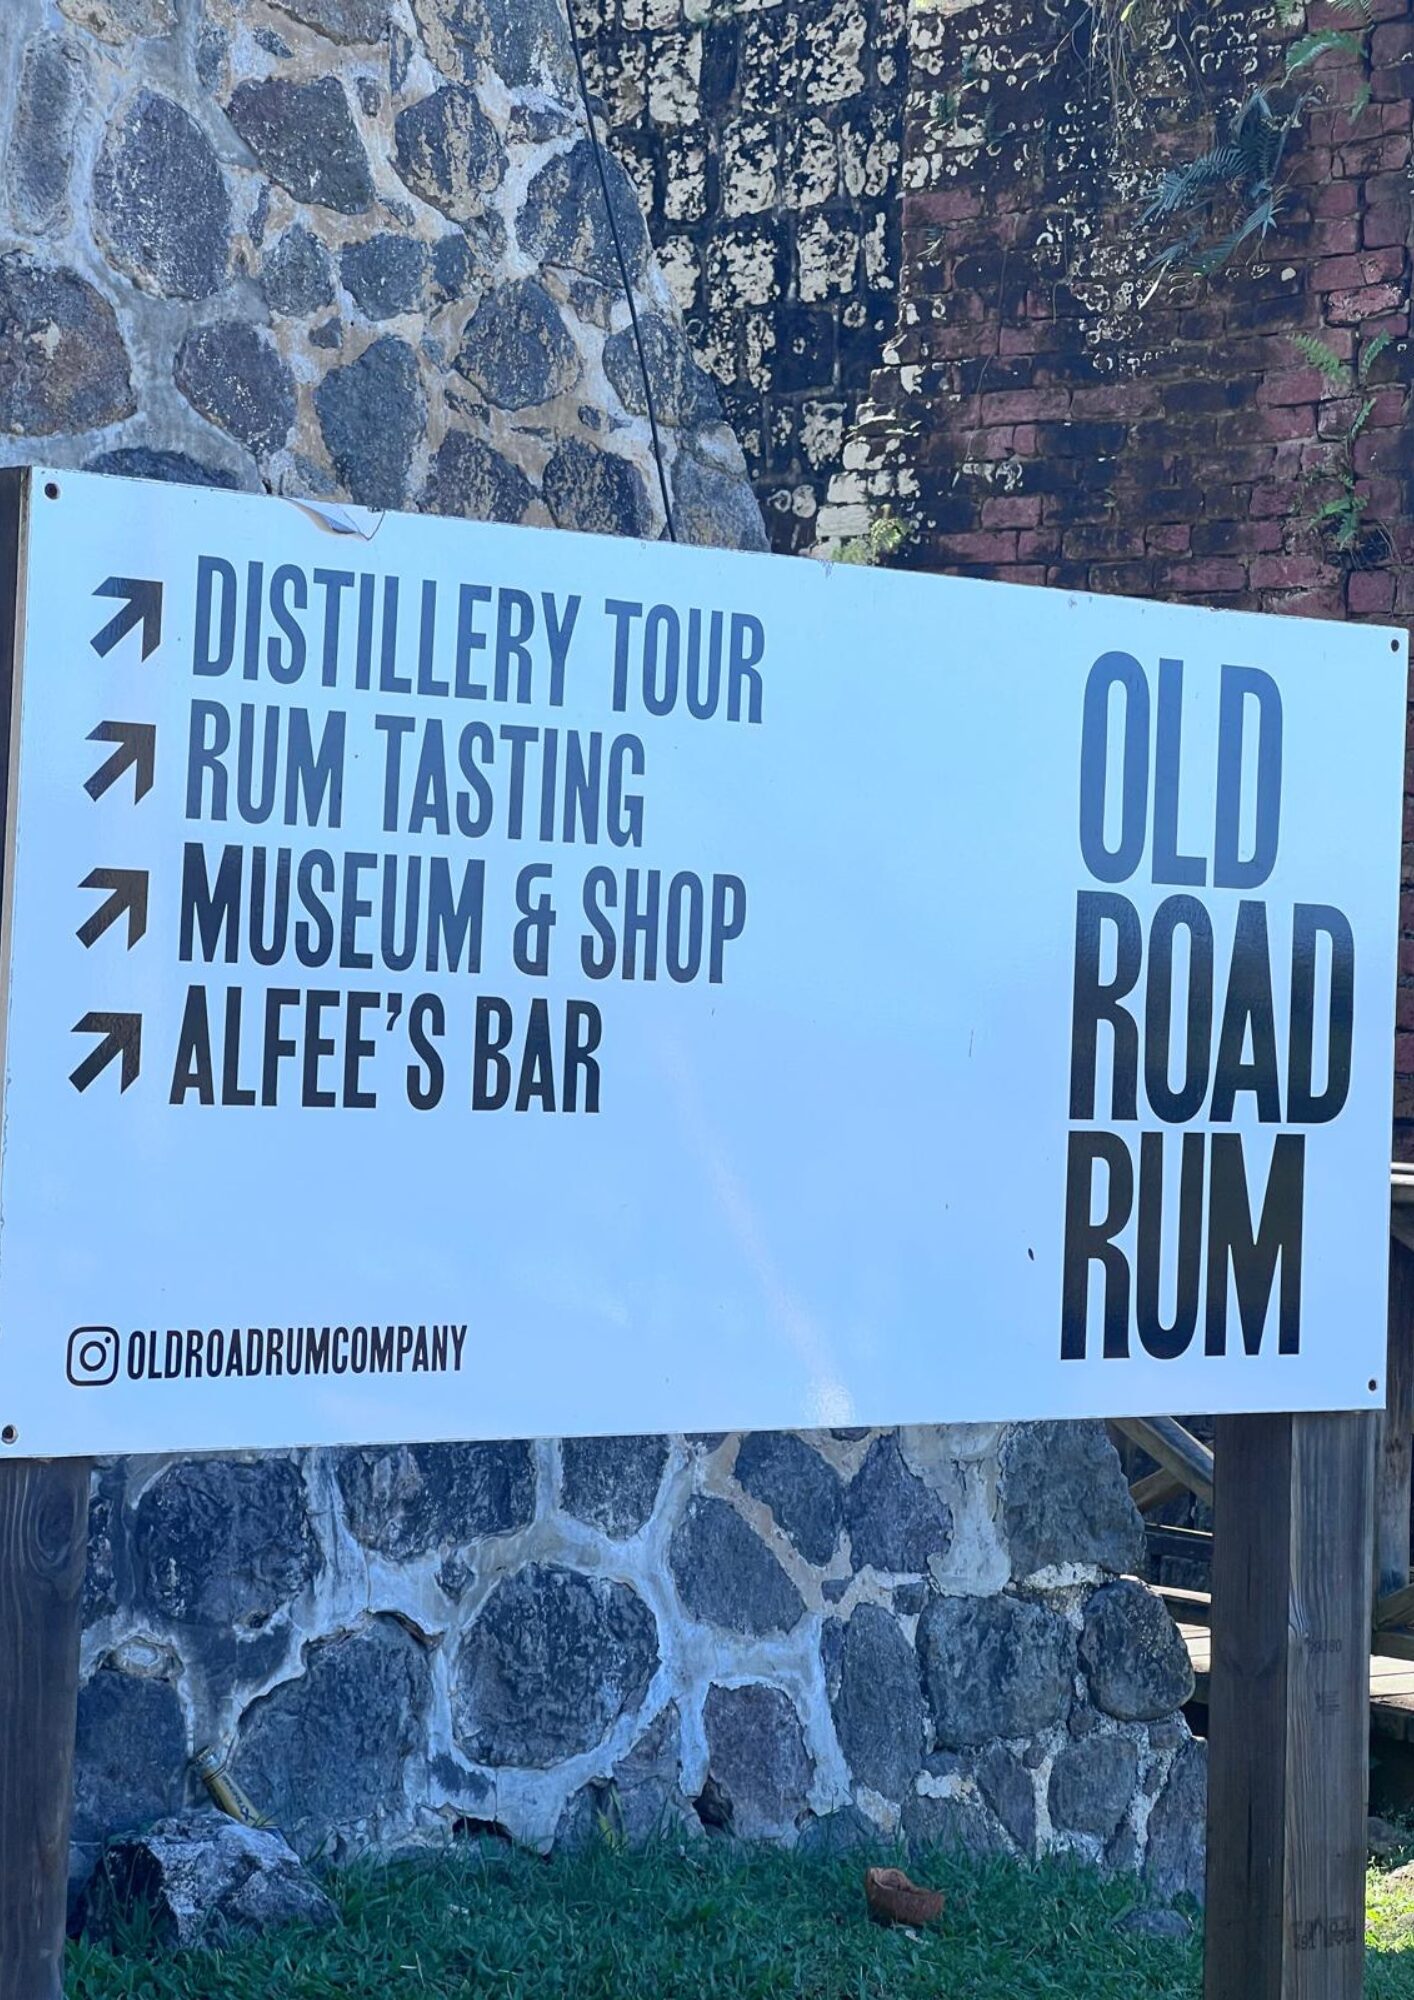 DISTILLERY TOUR
RUM TASTING
MUSEUM & SHOP
ALFEE'S BAR
OLDROADRUMCOMPANY
OLD
ROAD
RUM